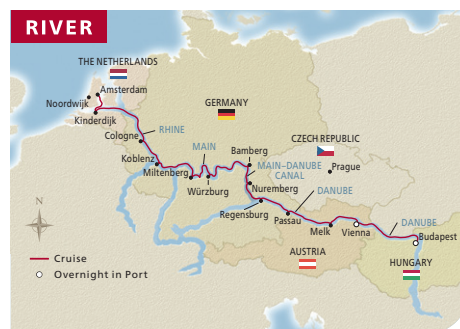 RIVER
THE NETHERLANDS
Amsterdam
Noordwijk
Kinderdijk
GERMANY
RHINE
Cologne
CZECH REPUBLIC
MAIN
Bamberg
Koblenz
MAIN–DANUBE
CANAL
Prague
Miltenberg
Würzburg
Nuremberg
DANUBE
Regensburg
Passau
Melk
Vienna
DANUBE
Budapest
AUSTRIA
HUNGARY
N
Cruise
Overnight in Port